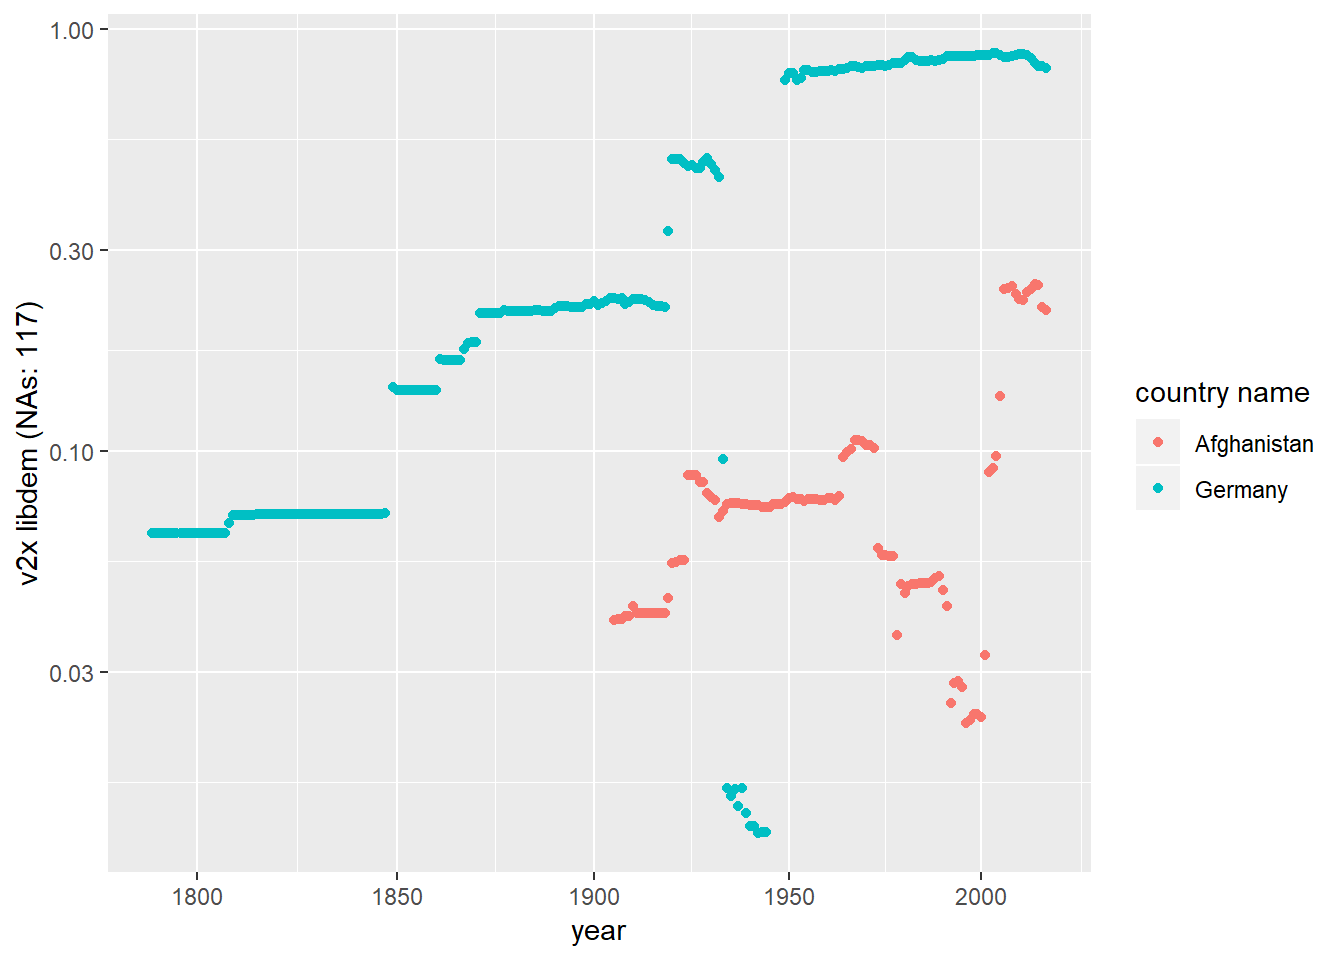 1.00
0.30
0.10
0.03
v2x libdem (NAs: 117)
1800
1850
1900
1950
2000
year
country name
Afghanistan
Germany